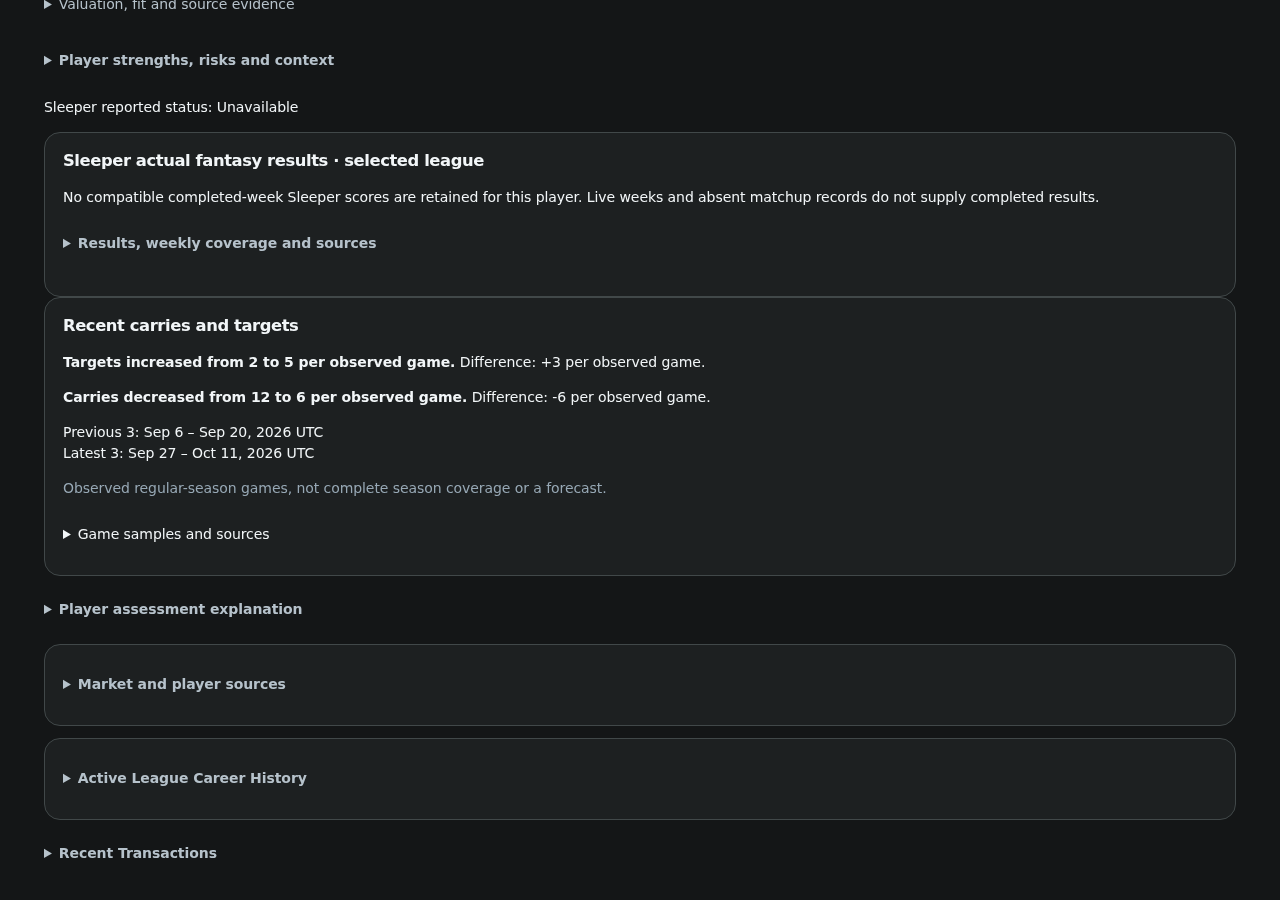 Valuation, fit and source evidence
Player strengths, risks and context
Sleeper reported status: Unavailable
Sleeper actual fantasy results · selected league
No compatible completed-week Sleeper scores are retained for this player. Live weeks and absent matchup records do not supply completed results.
Results, weekly coverage and sources
Recent carries and targets
Targets increased from 2 to 5 per observed game. Difference: +3 per observed game.
Carries decreased from 12 to 6 per observed game. Difference: -6 per observed game.
Previous 3: Sep 6 – Sep 20, 2026 UTC
Latest 3: Sep 27 – Oct 11, 2026 UTC
Observed regular-season games, not complete season coverage or a forecast.
Game samples and sources
Player assessment explanation
Market and player sources
Active League Career History
Recent Transactions